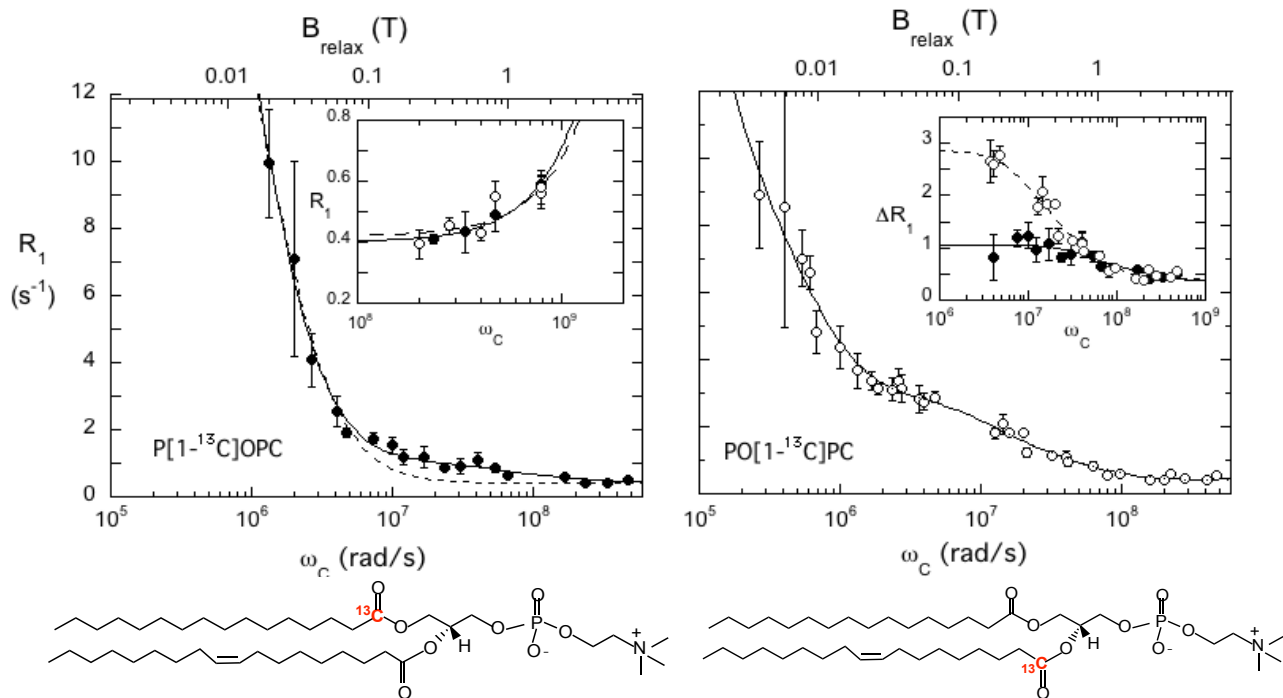 B_relax (T)
0.01 0.1 1
12
10
8
6
4
2
0
R_1
(s^-1)
0.8
0.6
0.4
0.2
R_1
10^8 10^9
ω_C
P[1-^13C]OPC
10^5 10^6 10^7 10^8
ω_C (rad/s)
B_relax (T)
0.01 0.1 1
3
2
1
0
ΔR_1
10^6 10^7 10^8 10^9
ω_C
PO[1-^13C]PC
10^5 10^6 10^7 10^8
ω_C (rad/s)
O
^13C
O
O
H
O
O
P
O
O^-
O
N^+
O
O
O
H
^13C
O
O
P
O
O^-
O
N^+